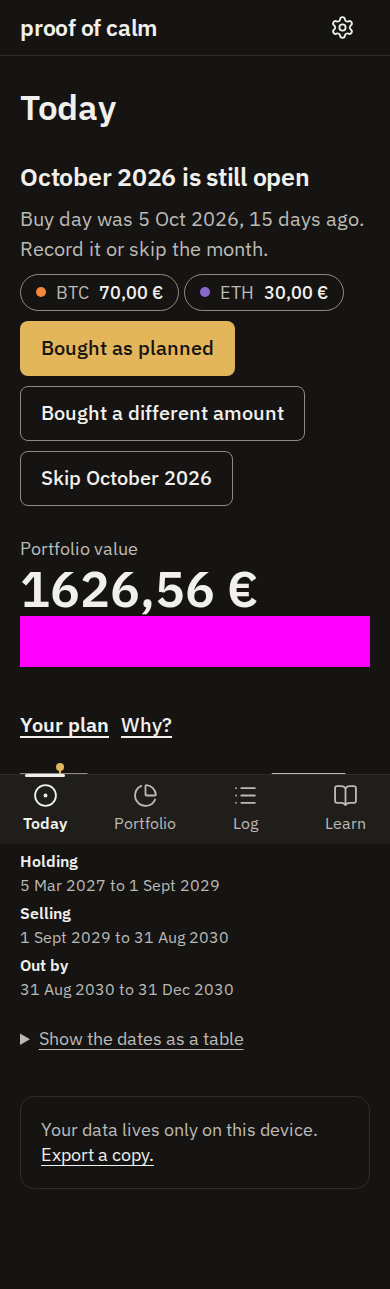 proof of calm
Today
October 2026 is still open
Buy day was 5 Oct 2026, 15 days ago.
Record it or skip the month.
BTC 70,00 € ETH 30,00 €
Bought as planned
Bought a different amount
Skip October 2026
Portfolio value
1626,56 €
Your plan Why?
Today Portfolio Log Learn
Holding
5 Mar 2027 to 1 Sept 2029
Selling
1 Sept 2029 to 31 Aug 2030
Out by
31 Aug 2030 to 31 Dec 2030
Show the dates as a table
Your data lives only on this device.
Export a copy.